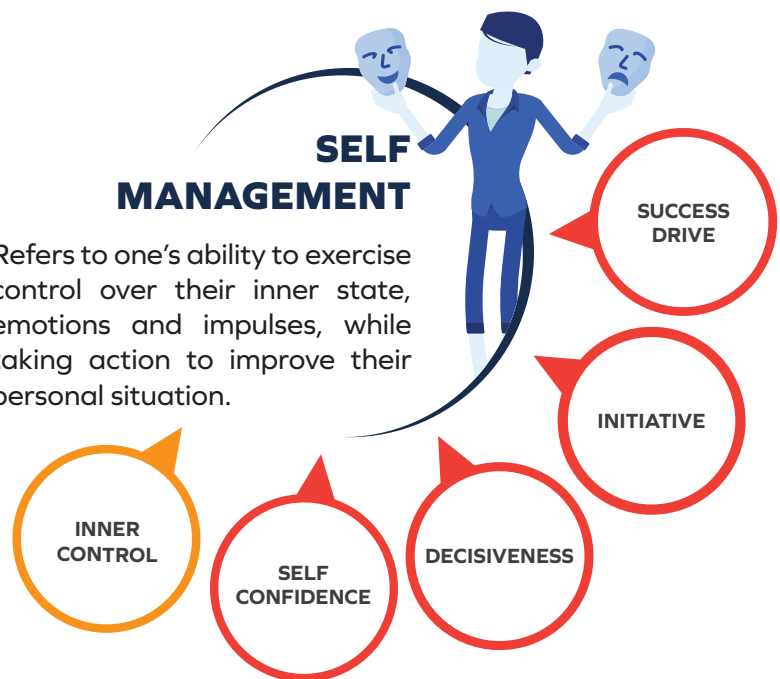 SELF
MANAGEMENT
Refers to one's ability to exercise
control over their inner state,
emotions and impulses, while
taking action to improve their
personal situation.
SUCCESS
DRIVE
INITIATIVE
DECISIVENESS
SELF
CONFIDENCE
INNER
CONTROL